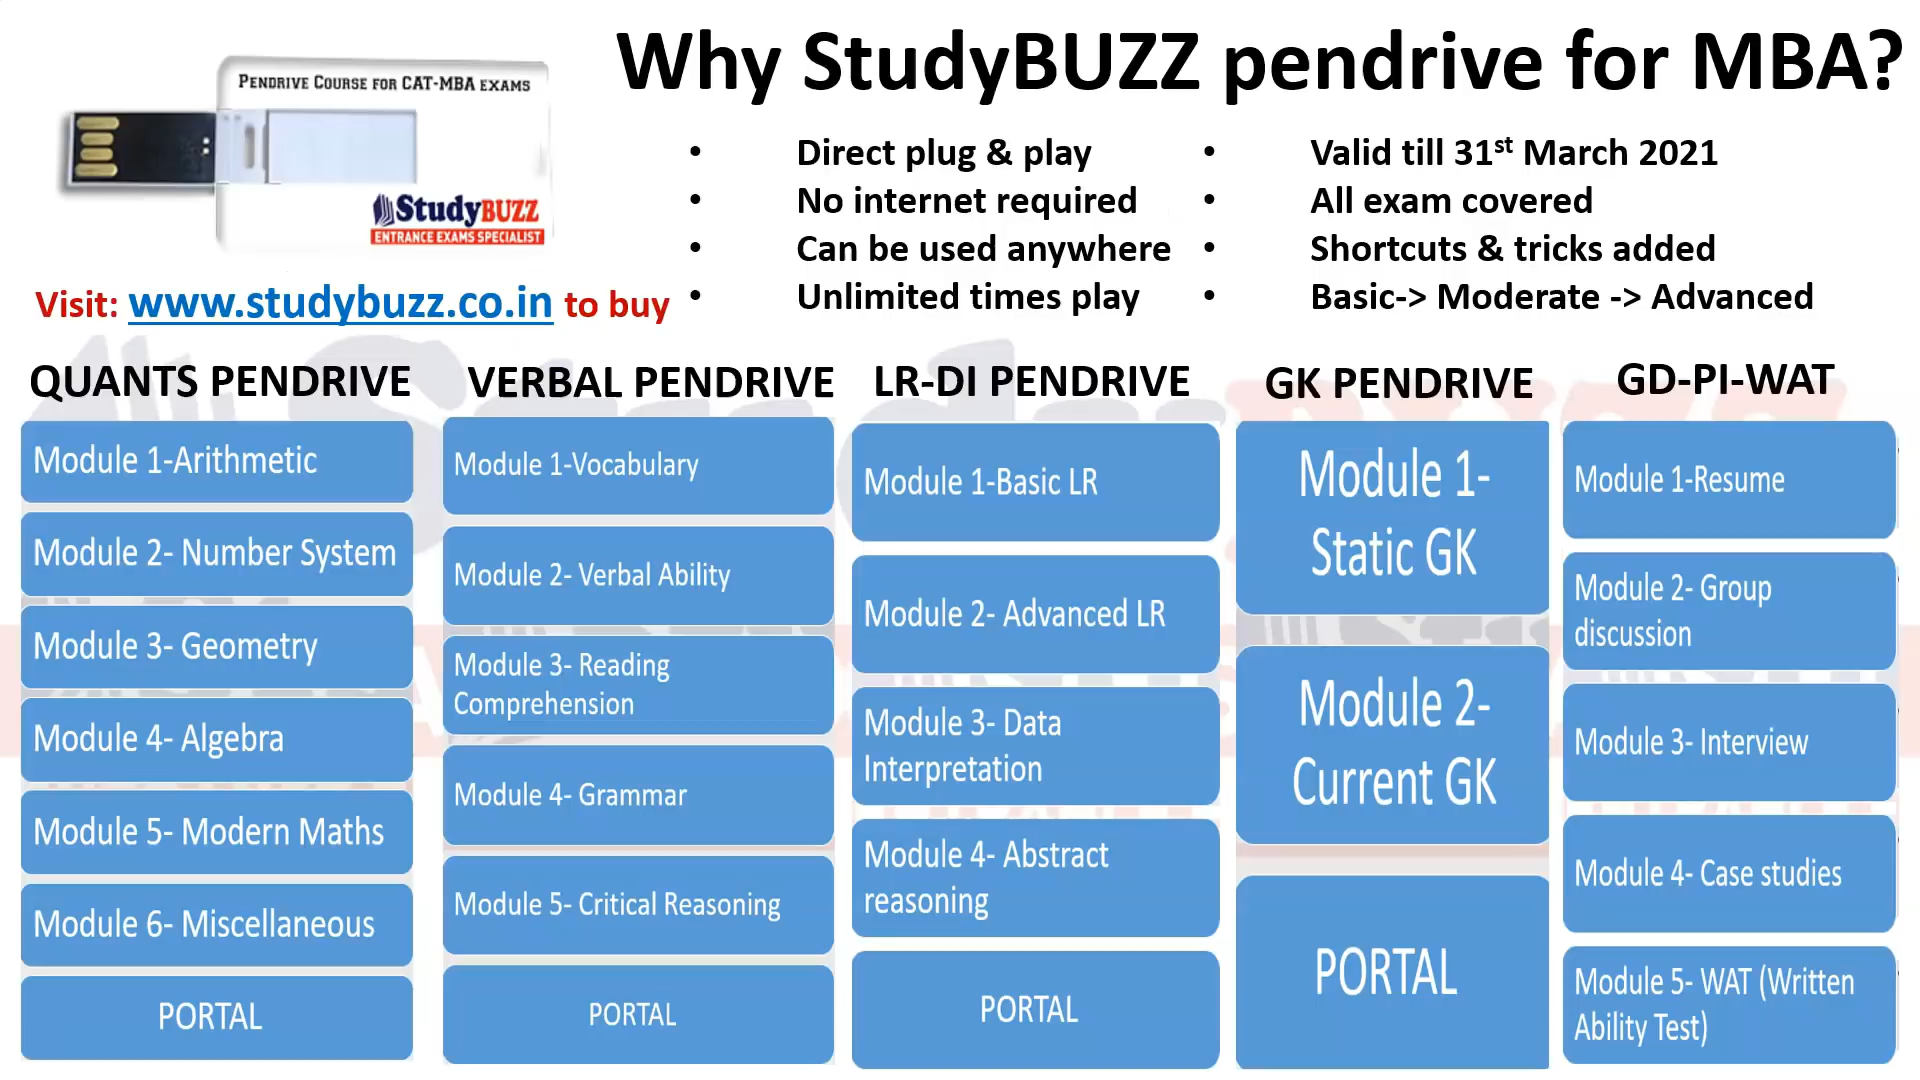 PENDRIVE COURSE FOR CAT-MBA EXAMS
StudyBUZZ
ENTRANCE EXAMS SPECIALIST
Visit: www.studybuzz.co.in to buy
Why StudyBUZZ pendrive for MBA?
• Direct plug & play
• No internet required
• Can be used anywhere
• Unlimited times play
• Valid till 31st March 2021
• All exam covered
• Shortcuts & tricks added
• Basic-> Moderate -> Advanced
QUANTS PENDRIVE
Module 1-Arithmetic
Module 2- Number System
Module 3- Geometry
Module 4- Algebra
Module 5- Modern Maths
Module 6- Miscellaneous
PORTAL
VERBAL PENDRIVE
Module 1-Vocabulary
Module 2- Verbal Ability
Module 3- Reading
Comprehension
Module 4- Grammar
Module 5- Critical Reasoning
PORTAL
LR-DI PENDRIVE
Module 1-Basic LR
Module 2- Advanced LR
Module 3- Data
Interpretation
Module 4- Abstract
reasoning
PORTAL
GK PENDRIVE
Module 1-
Static GK
Module 2-
Current GK
PORTAL
GD-PI-WAT
Module 1-Resume
Module 2- Group
discussion
Module 3- Interview
Module 4- Case studies
Module 5- WAT (Written
Ability Test)